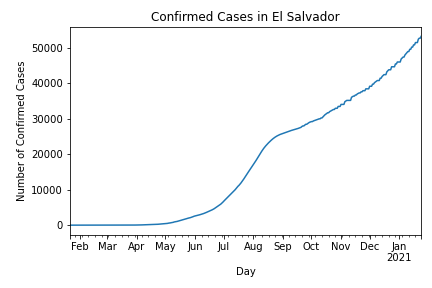 Confirmed Cases in El Salvador
Number of Confirmed Cases
50000
40000
30000
20000
10000
0
Feb Mar Apr May Jun Jul Aug Sep Oct Nov Dec Jan
2021
Day